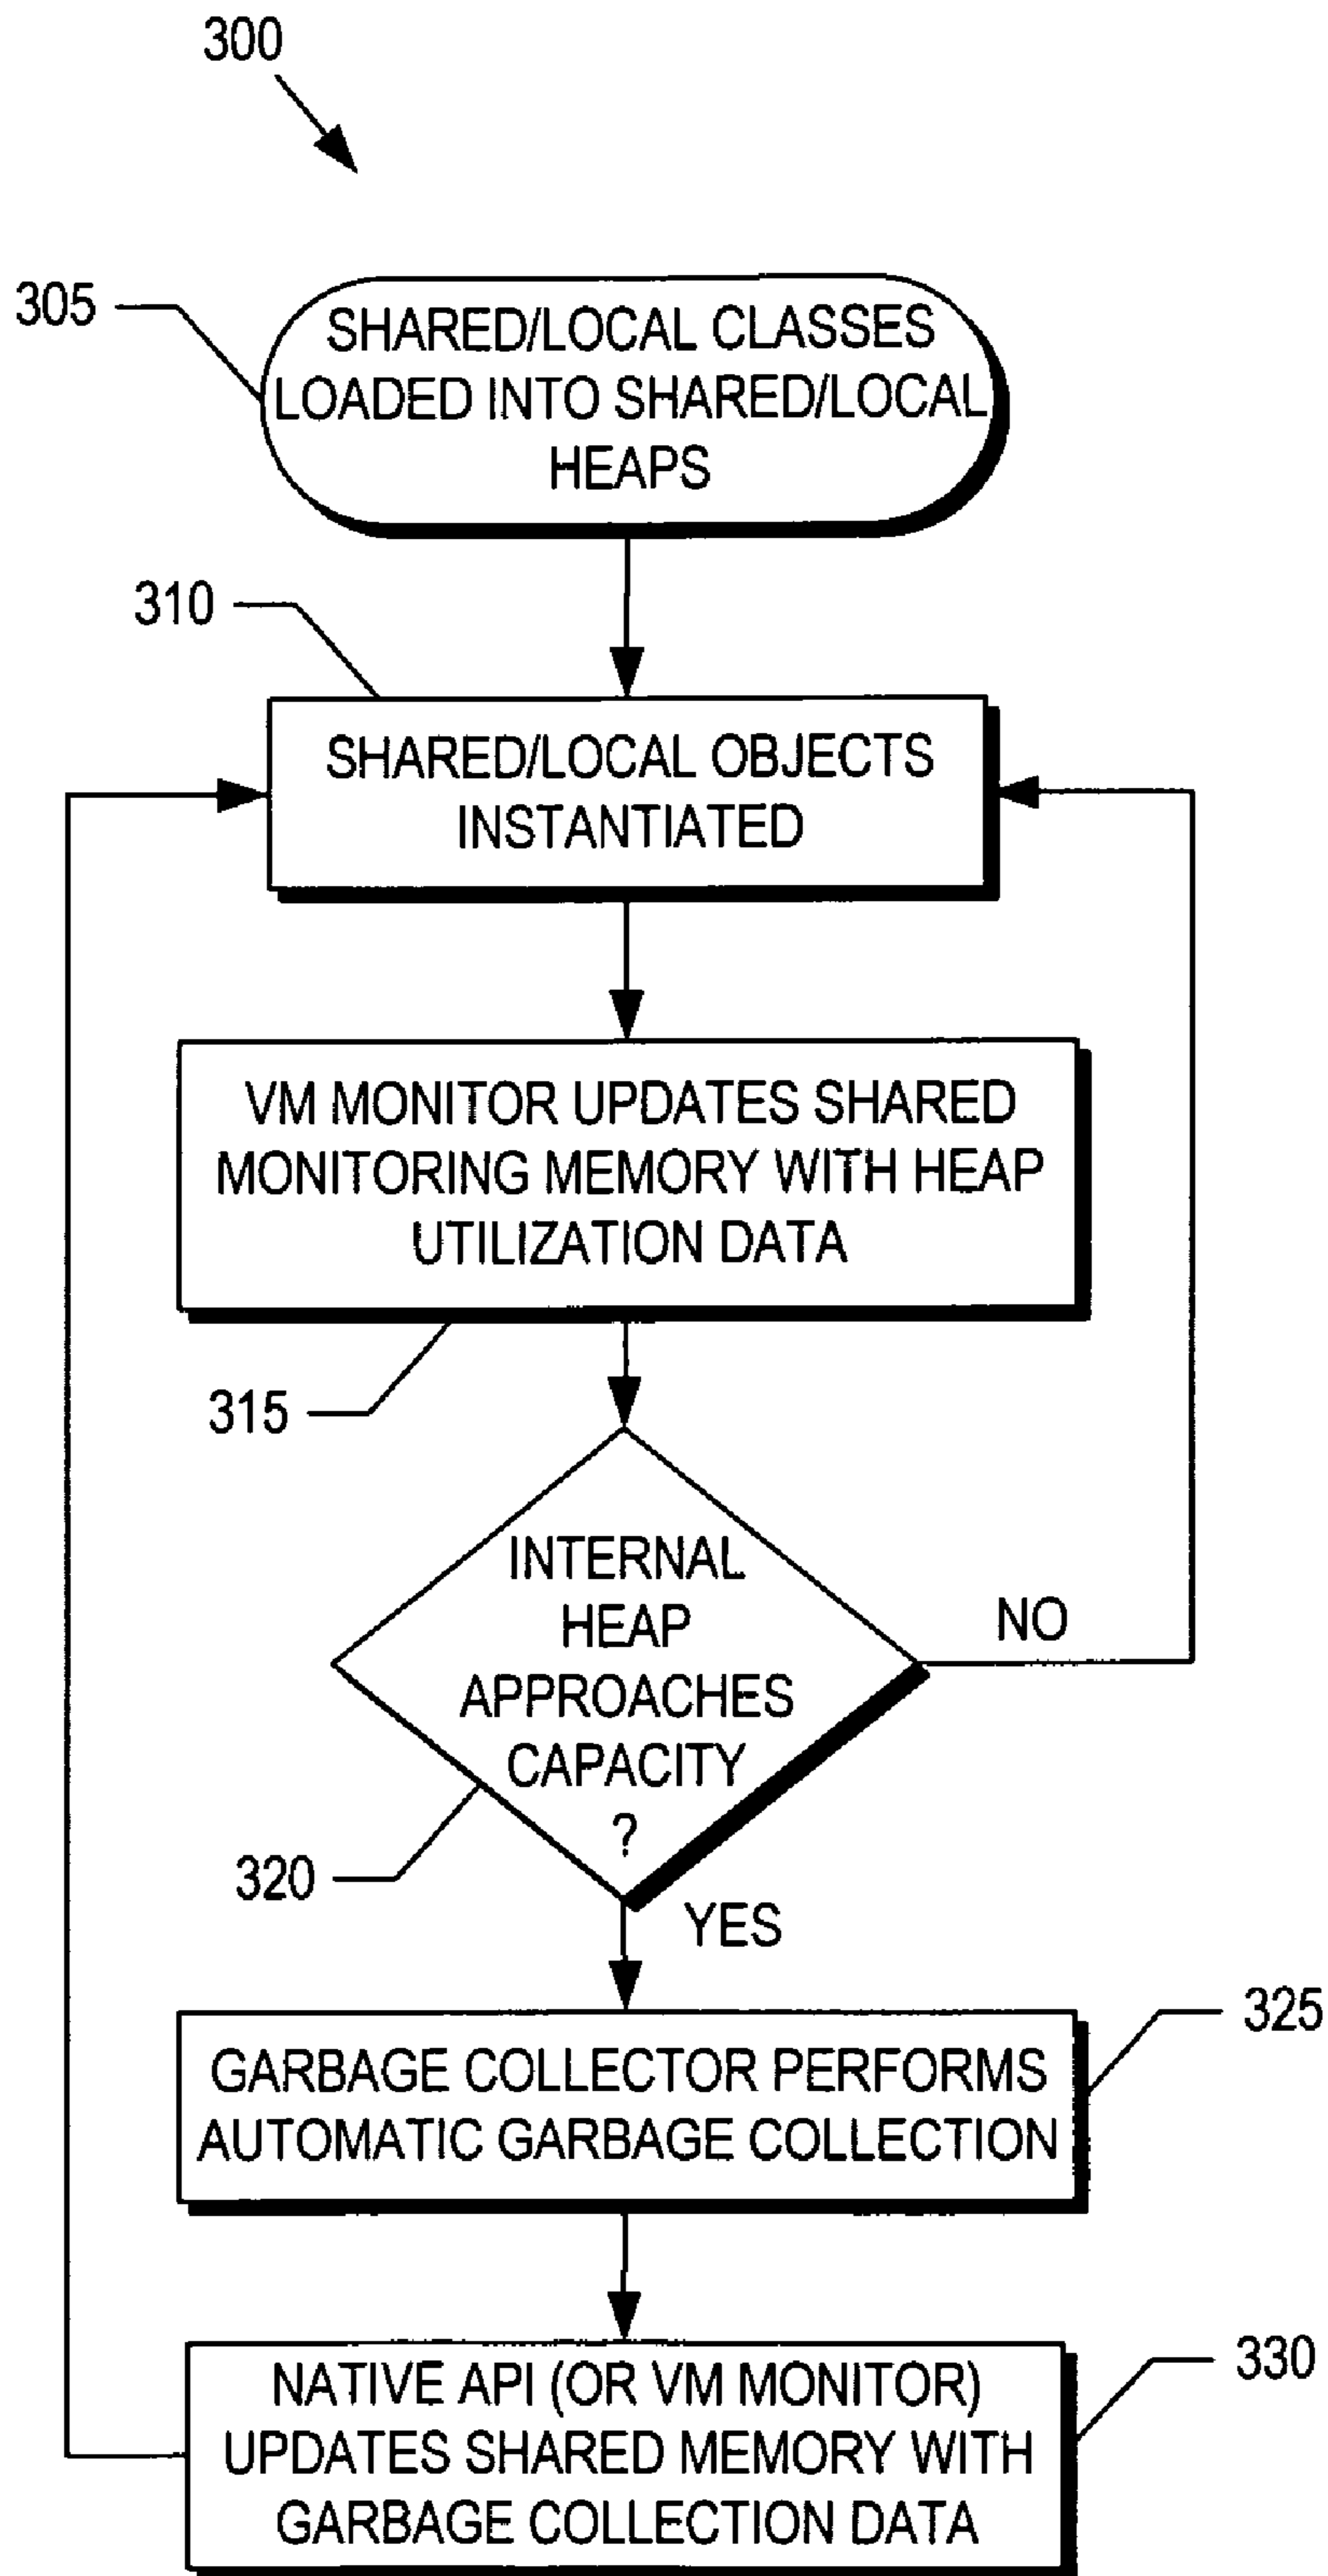 300
305
SHARED/LOCAL CLASSES
LOADED INTO SHARED/LOCAL
HEAPS
310
SHARED/LOCAL OBJECTS
INSTANTIATED
VM MONITOR UPDATES SHARED
MONITORING MEMORY WITH HEAP
UTILIZATION DATA
315
INTERNAL
HEAP
APPROACHES
CAPACITY
?
NO
320
YES
325
GARBAGE COLLECTOR PERFORMS
AUTOMATIC GARBAGE COLLECTION
NATIVE API (OR VM MONITOR)
UPDATES SHARED MEMORY WITH
GARBAGE COLLECTION DATA
330